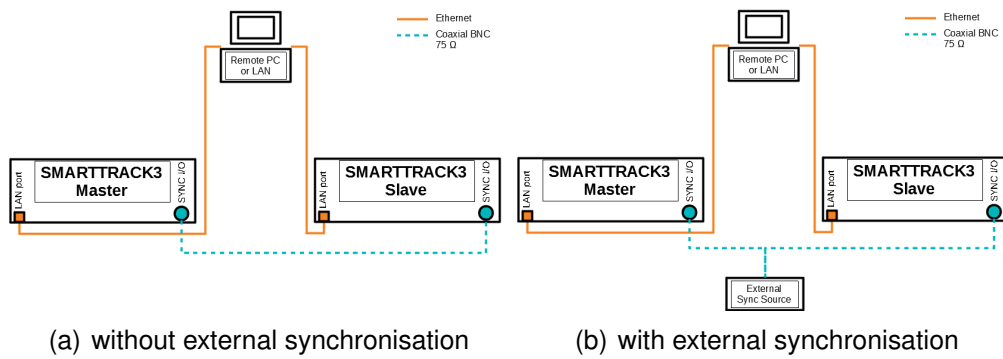 Ethernet
Coaxial BNC
75 Ω
Remote PC
or LAN
SMARTTRACK3
Master
LAN port
SYNC I/O
SMARTTRACK3
Slave
LAN port
SYNC I/O
(a) without external synchronisation
Ethernet
Coaxial BNC
75 Ω
Remote PC
or LAN
SMARTTRACK3
Master
LAN port
SYNC I/O
SMARTTRACK3
Slave
LAN port
SYNC I/O
External
Sync Source
(b) with external synchronisation